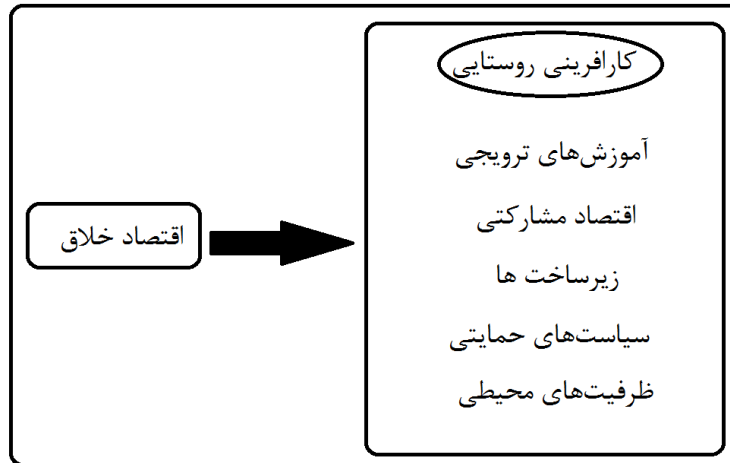 کارافرینی روستایی
آموزش‌های ترویجی
اقتصاد مشارکتی
زیرساخت ها
سیاست‌های حمایتی
ظرفیت‌های محیطی
اقتصاد خلاق